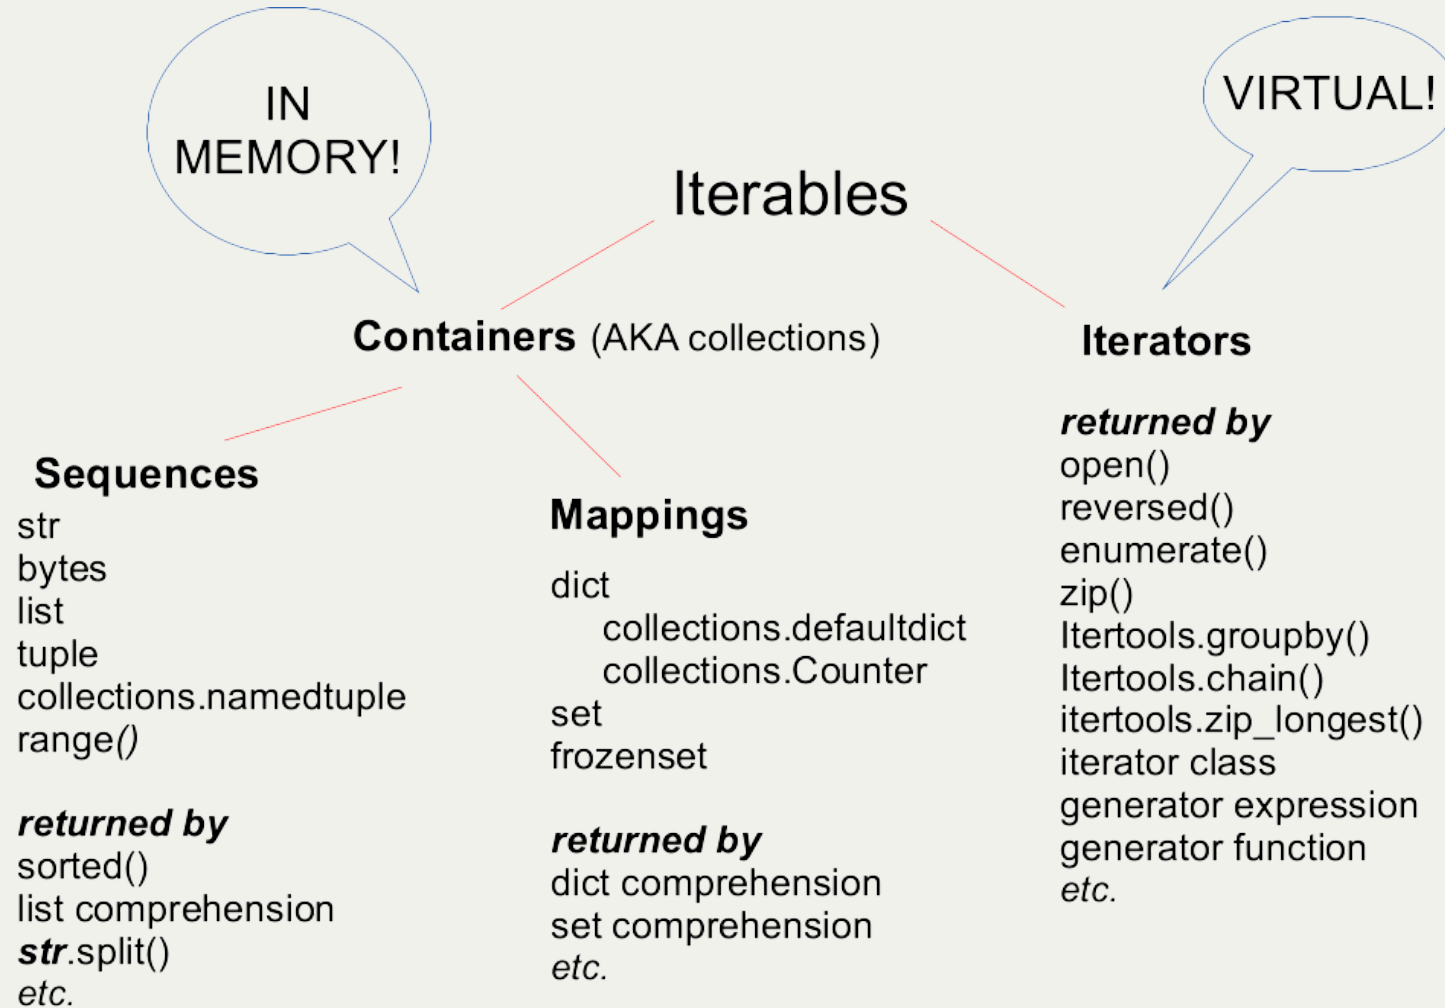 IN
MEMORY!
VIRTUAL!
Iterables
Containers (AKA collections)
Iterators
Sequences
str
bytes
list
tuple
collections.namedtuple
range()
returned by
sorted()
list comprehension
str.split()
etc.
Mappings
dict
collections.defaultdict
collections.Counter
set
frozenset
returned by
dict comprehension
set comprehension
etc.
returned by
open()
reversed()
enumerate()
zip()
Itertools.groupby()
Itertools.chain()
itertools.zip_longest()
iterator class
generator expression
generator function
etc.